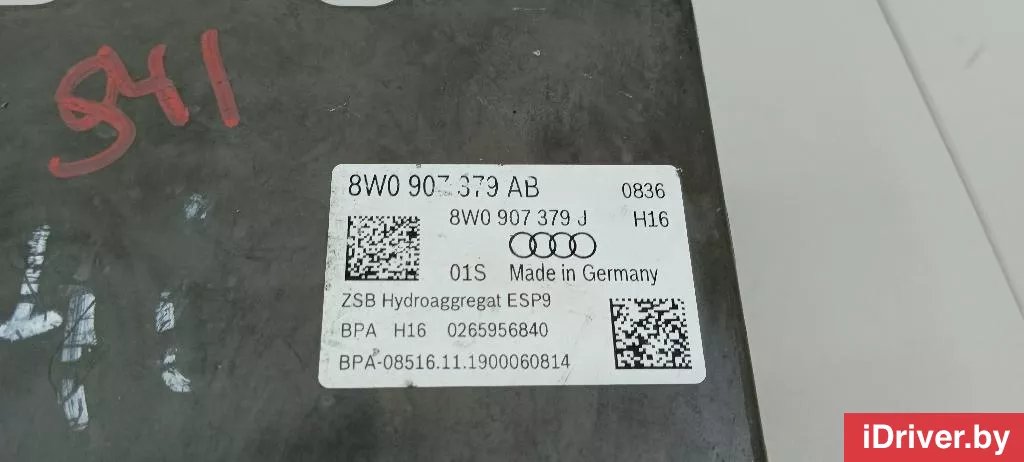 941
8W0 907 379 AB 0836
8W0 907 379 J H16
01S Made in Germany
ZSB Hydroaggregat ESP9
BPA H16 0265956840
BPA-08516.11.1900060814
iDriver.by